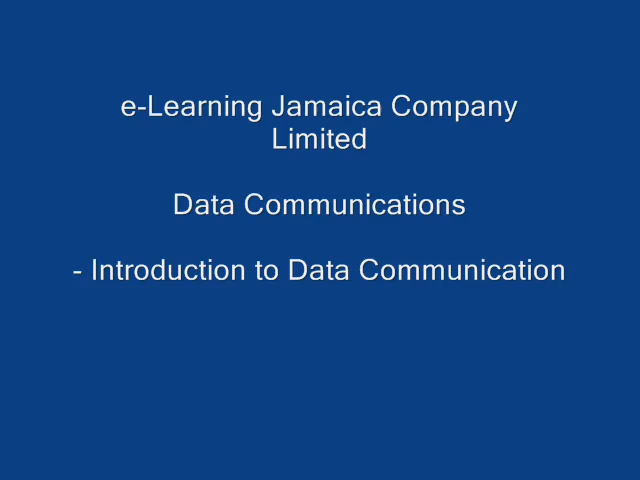 e-Learning Jamaica Company
Limited
Data Communications
- Introduction to Data Communication